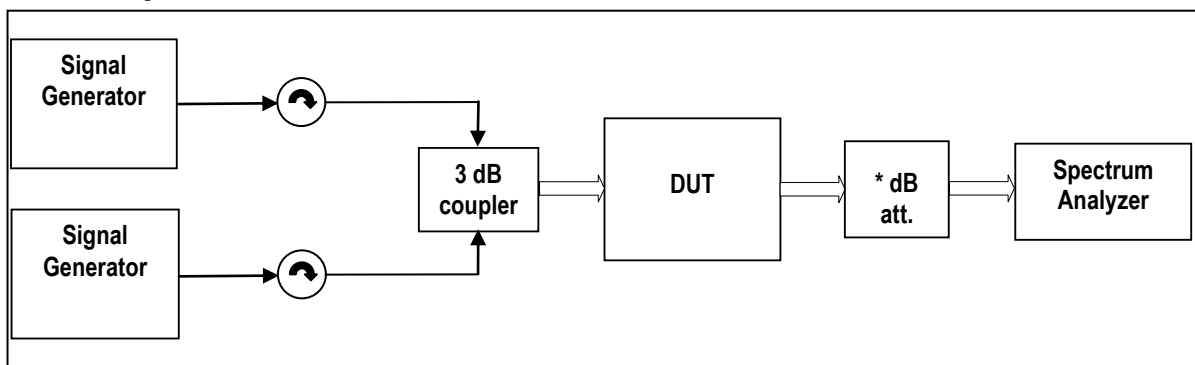 Signal
Generator
3 dB
coupler
DUT
* dB
att.
Spectrum
Analyzer
Signal
Generator